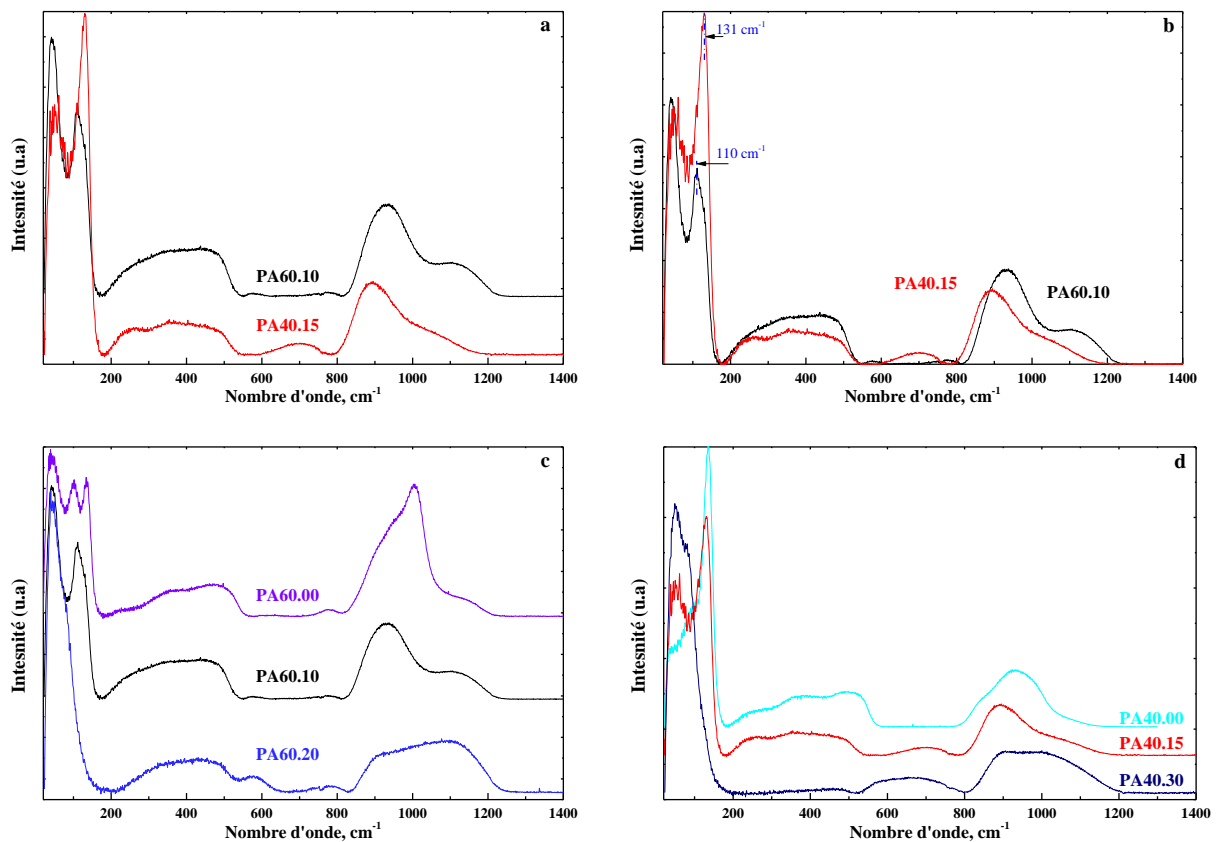 a
Intesnité (u.a)
PA60.10
PA40.15
200 400 600 800 1000 1200 1400
Nombre d'onde, cm-1
b
131 cm-1
110 cm-1
Intesnité (u.a)
PA40.15
PA60.10
200 400 600 800 1000 1200 1400
Nombre d'onde, cm-1
c
Intesnité (u.a)
PA60.00
PA60.10
PA60.20
200 400 600 800 1000 1200 1400
Nombre d'onde, cm-1
d
Intesnité (u.a)
PA40.00
PA40.15
PA40.30
200 400 600 800 1000 1200 1400
Nombre d'onde, cm-1